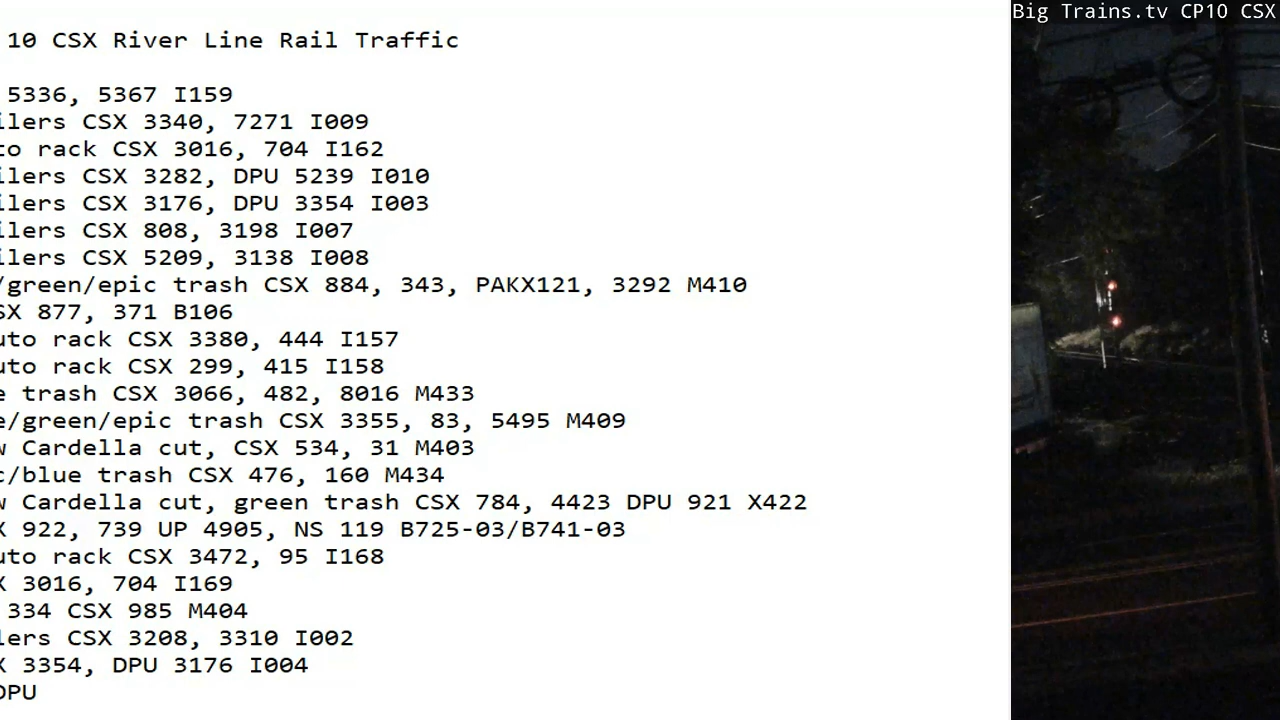 10 CSX River Line Rail Traffic
5336, 5367 I159
ilers CSX 3340, 7271 I009
to rack CSX 3016, 704 I162
ilers CSX 3282, DPU 5239 I010
ilers CSX 3176, DPU 3354 I003
ilers CSX 808, 3198 I007
ilers CSX 5209, 3138 I008
/green/epic trash CSX 884, 343, PAKX121, 3292 M410
SX 877, 371 B106
uto rack CSX 3380, 444 I157
uto rack CSX 299, 415 I158
e trash CSX 3066, 482, 8016 M433
e/green/epic trash CSX 3355, 83, 5495 M409
w Cardella cut, CSX 534, 31 M403
c/blue trash CSX 476, 160 M434
w Cardella cut, green trash CSX 784, 4423 DPU 921 X422
X 922, 739 UP 4905, NS 119 B725-03/B741-03
uto rack CSX 3472, 95 I168
X 3016, 704 I169
334 CSX 985 M404
lers CSX 3208, 3310 I002
X 3354, DPU 3176 I004
DPU
Big Trains.tv CP10 CSX